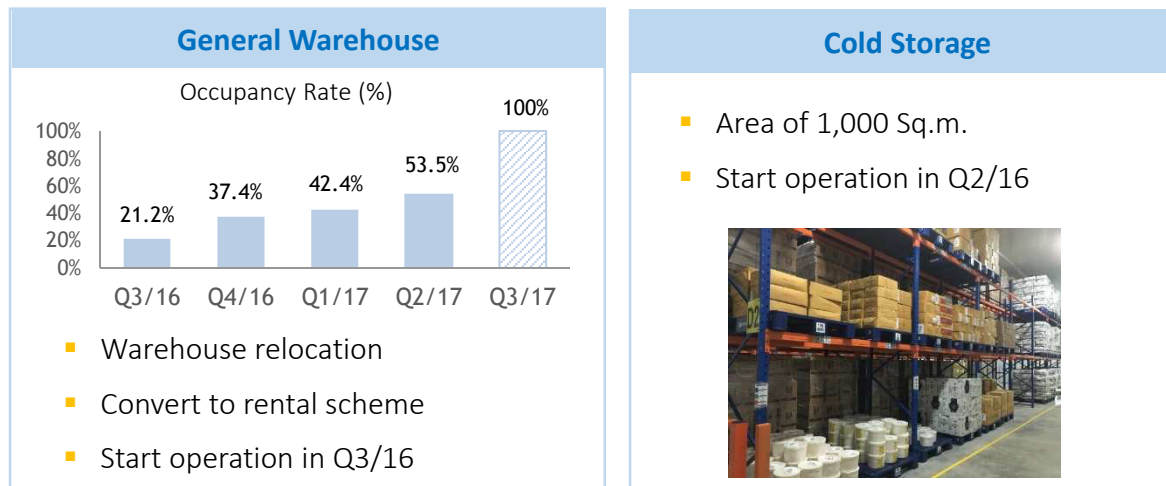 General Warehouse
Occupancy Rate (%)
100%
80%
60%
40%
20%
0%
21.2%
37.4%
42.4%
53.5%
100%
Q3/16 Q4/16 Q1/17 Q2/17 Q3/17
▪ Warehouse relocation
▪ Convert to rental scheme
▪ Start operation in Q3/16
Cold Storage
▪ Area of 1,000 Sq.m.
▪ Start operation in Q2/16